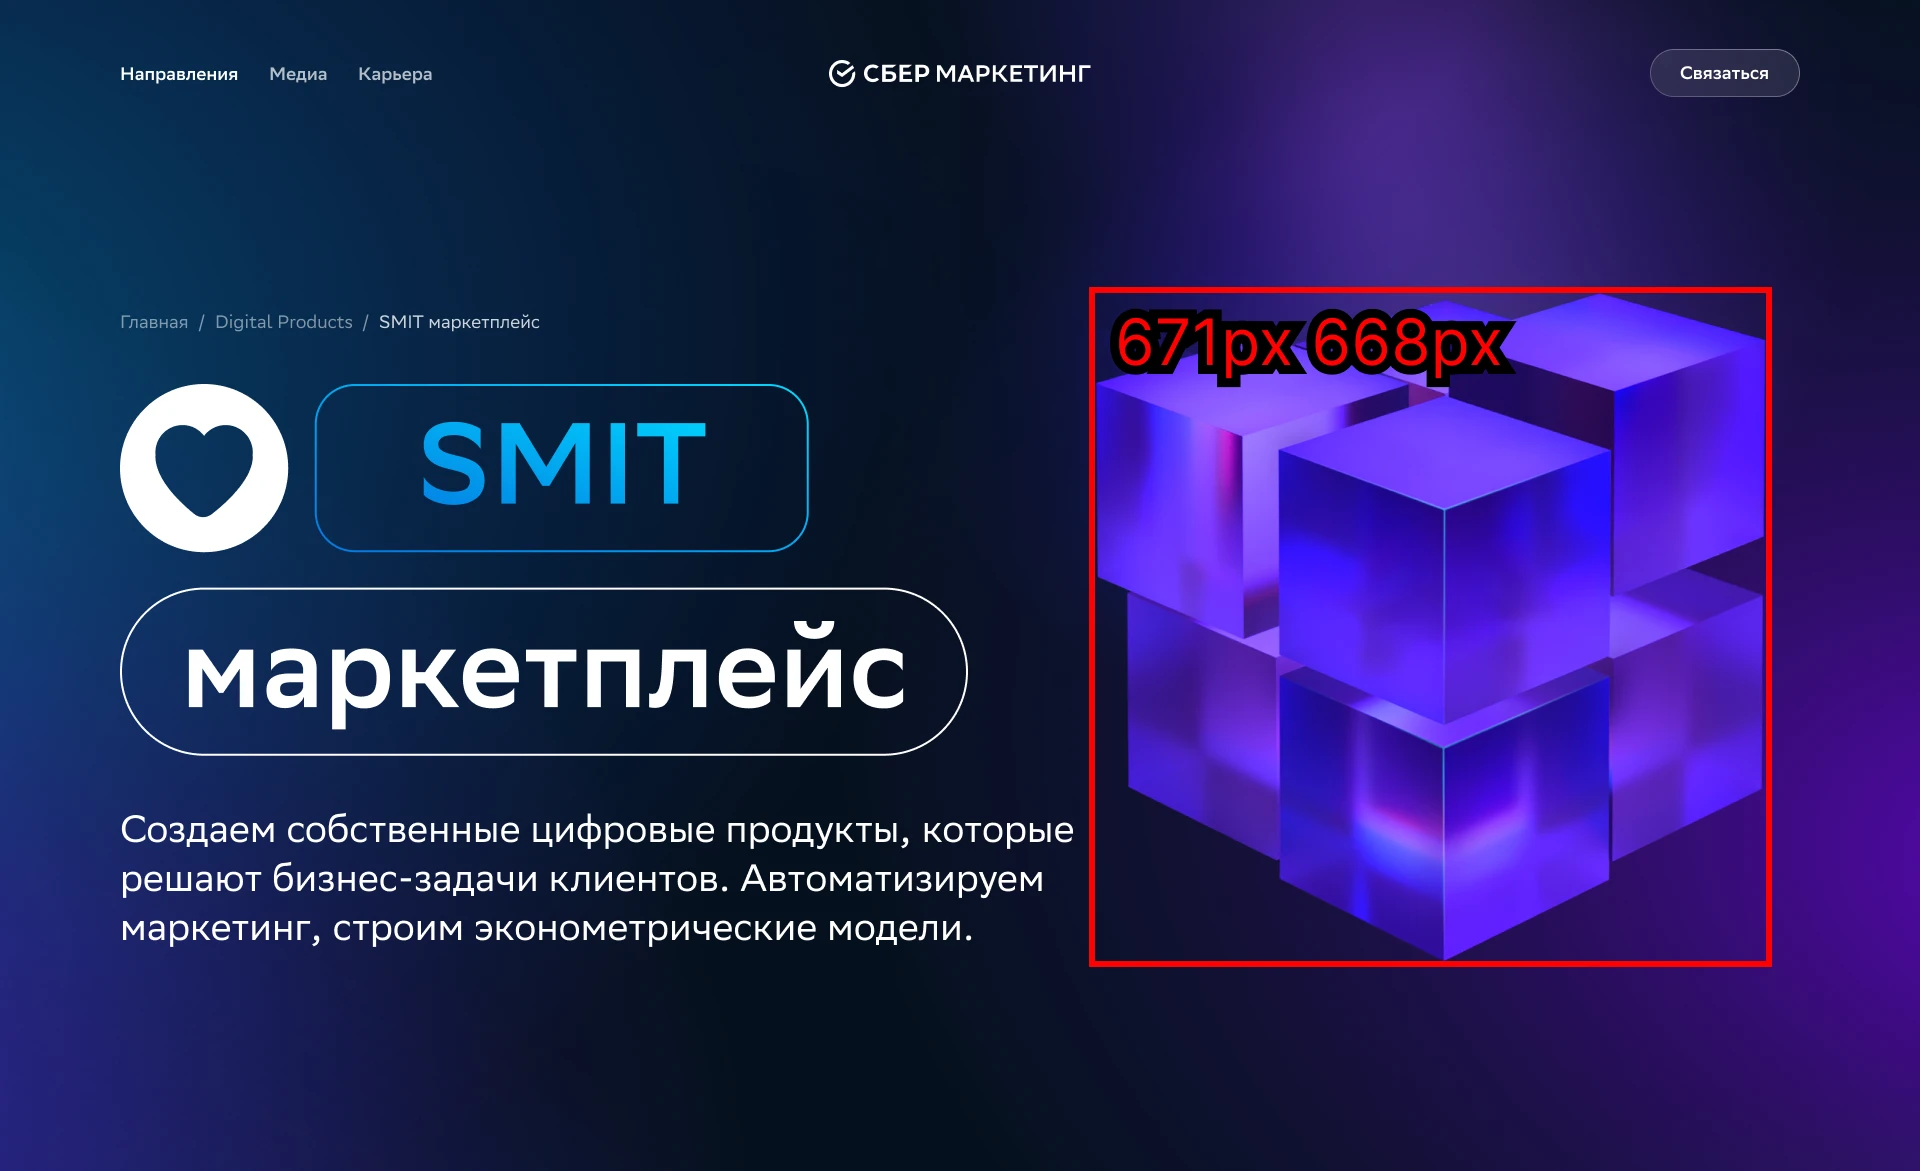 Направления Медиа Карьера
СБЕР МАРКЕТИНГ
Связаться
Главная / Digital Products / SMIT маркетплейс
671px 668px
SMIT
маркетплейс
Создаем собственные цифровые продукты, которые
решают бизнес-задачи клиентов. Автоматизируем
маркетинг, строим эконометрические модели.